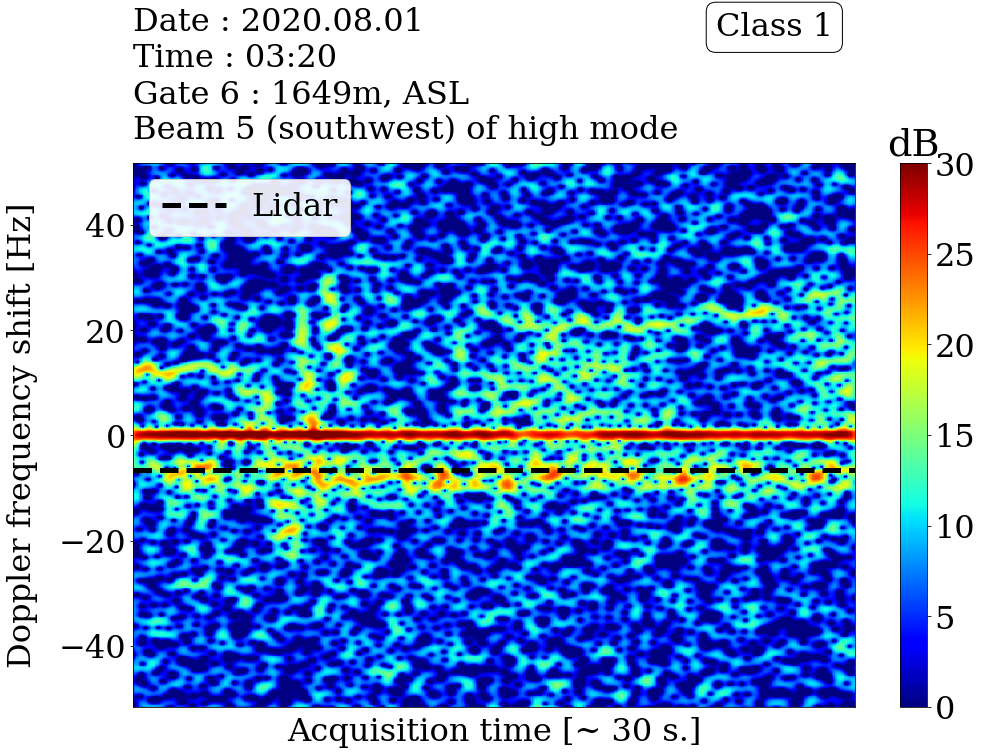 Date : 2020.08.01
Class 1
Time : 03:20
Gate 6 : 1649m, ASL
Beam 5 (southwest) of high mode
dB
Lidar
Doppler frequency shift [Hz]
40
20
0
−20
−40
30
25
20
15
10
5
0
Acquisition time [~ 30 s.]